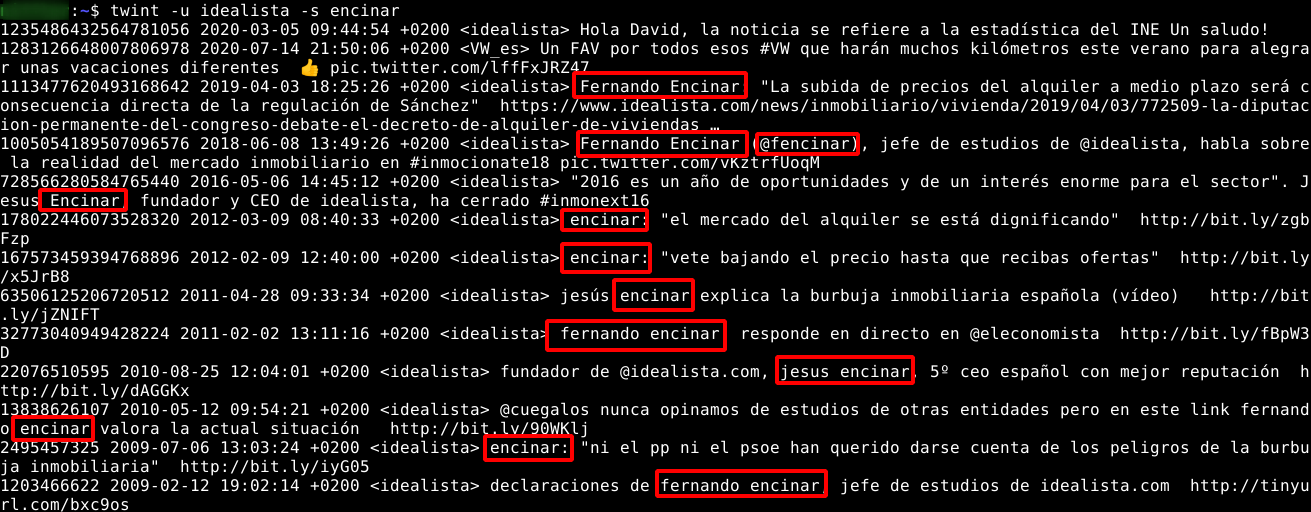 :~$ twint -u idealista -s encinar
1235486432564781056 2020-03-05 09:44:54 +0200 <idealista> Hola David, la noticia se refiere a la estadística del INE Un saludo!
1283126648007806978 2020-07-14 21:50:06 +0200 <VW_es> Un FAV por todos esos #VW que harán muchos kilómetros este verano para alegra
r unas vacaciones diferentes 👍 pic.twitter.com/lffFxJRZ47
1113477620493168642 2019-04-03 18:25:26 +0200 <idealista> Fernando Encinar "La subida de precios del alquiler a medio plazo será c
onsecuencia directa de la regulación de Sánchez" https://www.idealista.com/news/inmobiliario/vivienda/2019/04/03/772509-la-diputac
ion-permanente-del-congreso-debate-el-decreto-de-alquiler-de-viviendas …
1005054189507096576 2018-06-08 13:49:26 +0200 <idealista> Fernando Encinar (@fencinar), jefe de estudios de @idealista, habla sobre
la realidad del mercado inmobiliario en #inmocionate18 pic.twitter.com/vKztrfUoqM
728566280584765440 2016-05-06 14:45:12 +0200 <idealista> "2016 es un año de oportunidades y de un interés enorme para el sector". J
esus Encinar, fundador y CEO de idealista, ha cerrado #inmonext16
178022446073528320 2012-03-09 08:40:33 +0200 <idealista> encinar: "el mercado del alquiler se está dignificando" http://bit.ly/zgb
Fzp
167573459394768896 2012-02-09 12:40:00 +0200 <idealista> encinar: "vete bajando el precio hasta que recibas ofertas" http://bit.ly
/x5JrB8
63506125206720512 2011-04-28 09:33:34 +0200 <idealista> jesús encinar explica la burbuja inmobiliaria española (vídeo) http://bit
.ly/jZNIFT
32773040949428224 2011-02-02 13:11:16 +0200 <idealista> fernando encinar responde en directo en @eleconomista http://bit.ly/fBpW3
D
22076510595 2010-08-25 12:04:01 +0200 <idealista> fundador de @idealista.com, jesus encinar, 5º ceo español con mejor reputación h
ttp://bit.ly/dAGGKx
13838626107 2010-05-12 09:54:21 +0200 <idealista> @cuegalos nunca opinamos de estudios de otras entidades pero en este link fernand
o encinar valora la actual situación http://bit.ly/90WKlj
2495457325 2009-07-06 13:03:24 +0200 <idealista> encinar: "ni el pp ni el psoe han querido darse cuenta de los peligros de la burbu
ja inmobiliaria" http://bit.ly/iyG05
1203466622 2009-02-12 19:02:14 +0200 <idealista> declaraciones de fernando encinar, jefe de estudios de idealista.com http://tinyu
rl.com/bxc9os